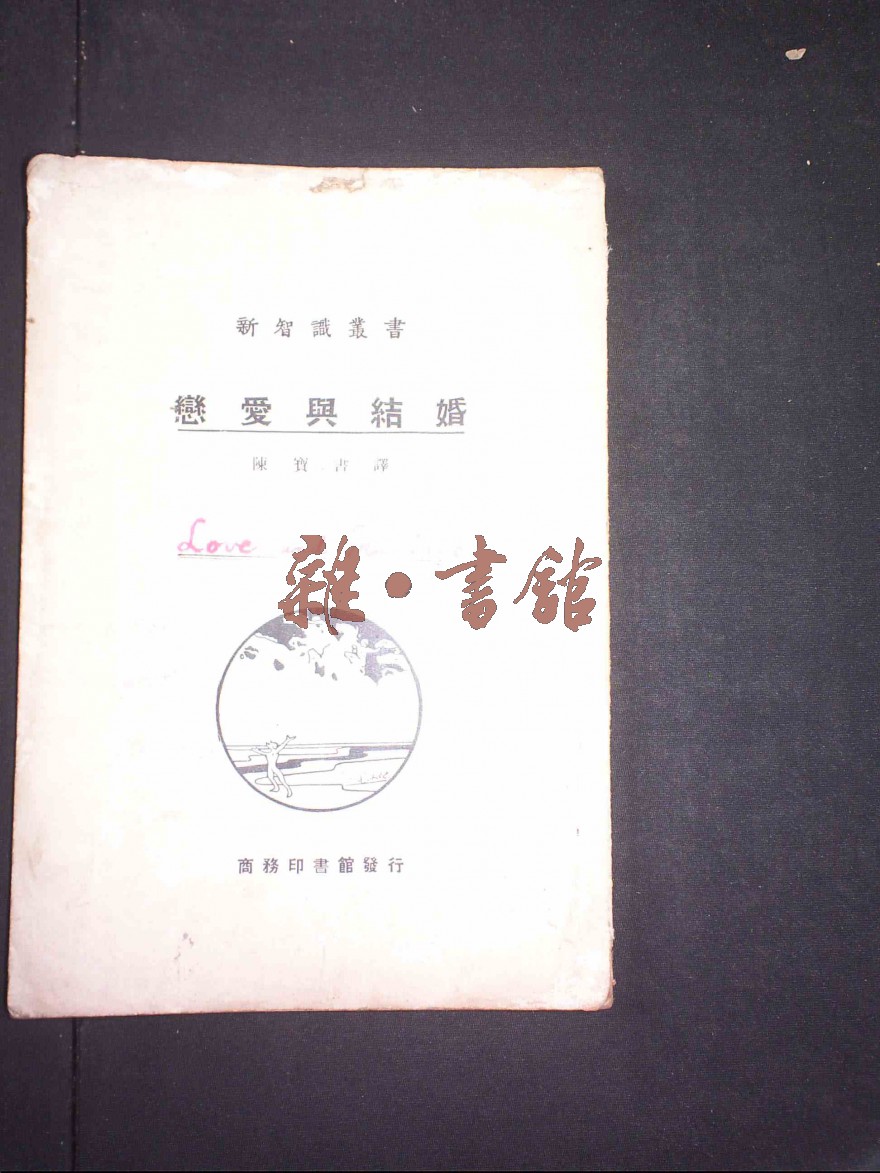 新智識叢書
戀愛與結婚
陳寶書譯
Love
雜·書館
商務印書館發行